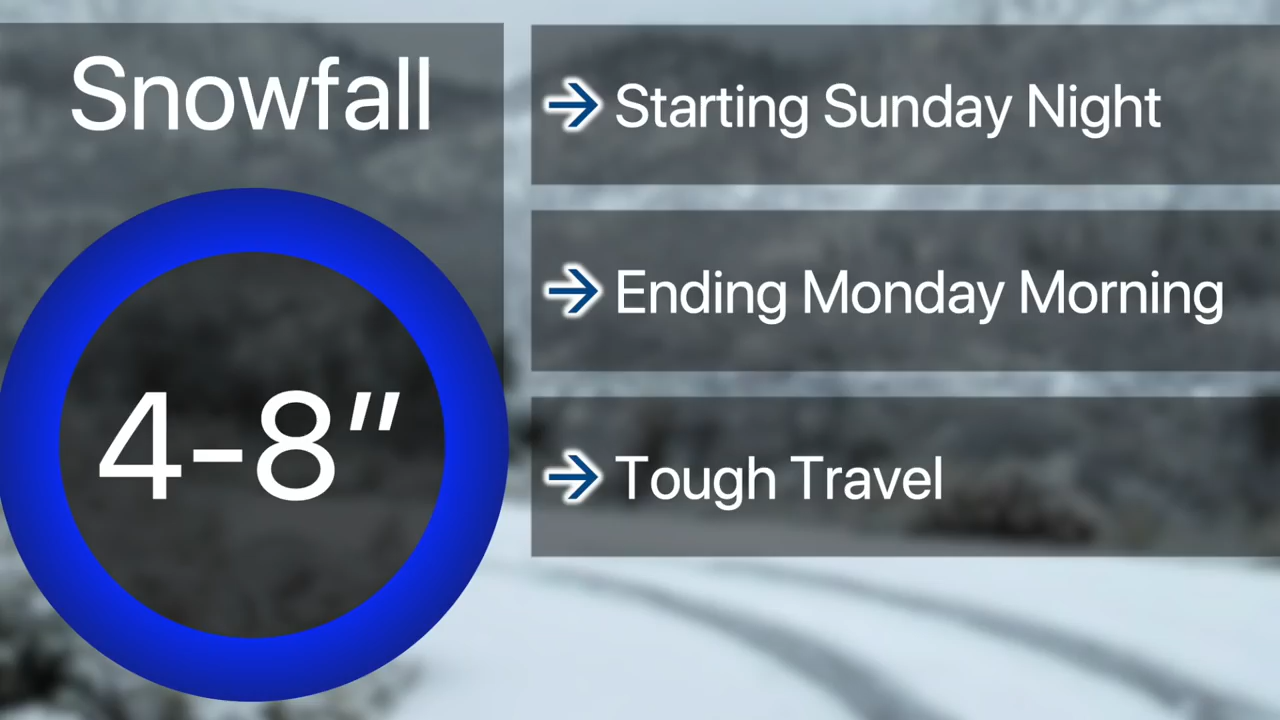 Snowfall
4-8"
Starting Sunday Night
Ending Monday Morning
Tough Travel